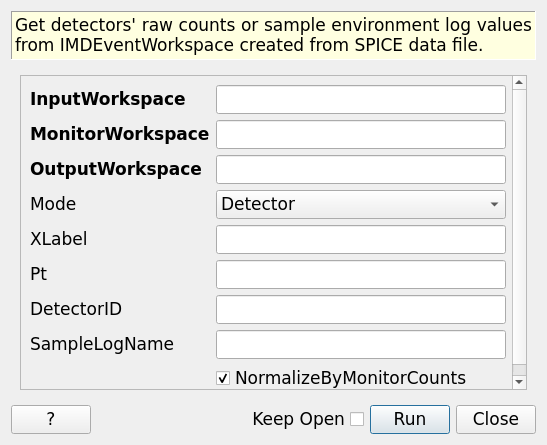 Get detectors' raw counts or sample environment log values
from IMDEventWorkspace created from SPICE data file.
InputWorkspace
MonitorWorkspace
OutputWorkspace
Mode Detector
XLabel
Pt
DetectorID
SampleLogName
NormalizeByMonitorCounts
? Keep Open Run Close